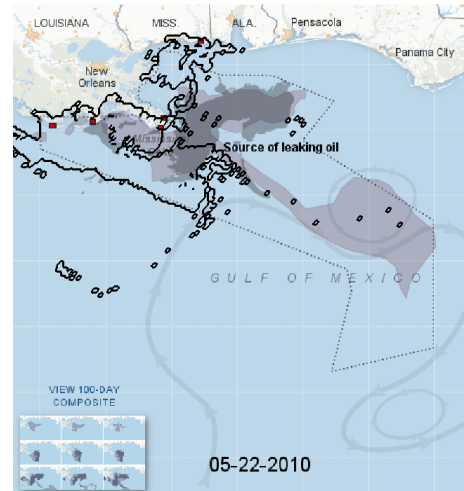 LOUISIANA
MISS.
ALA.
Pensacola
Panama City
New
Orleans
Source of leaking oil
GULF OF MEXICO
VIEW 100-DAY
COMPOSITE
05-22-2010